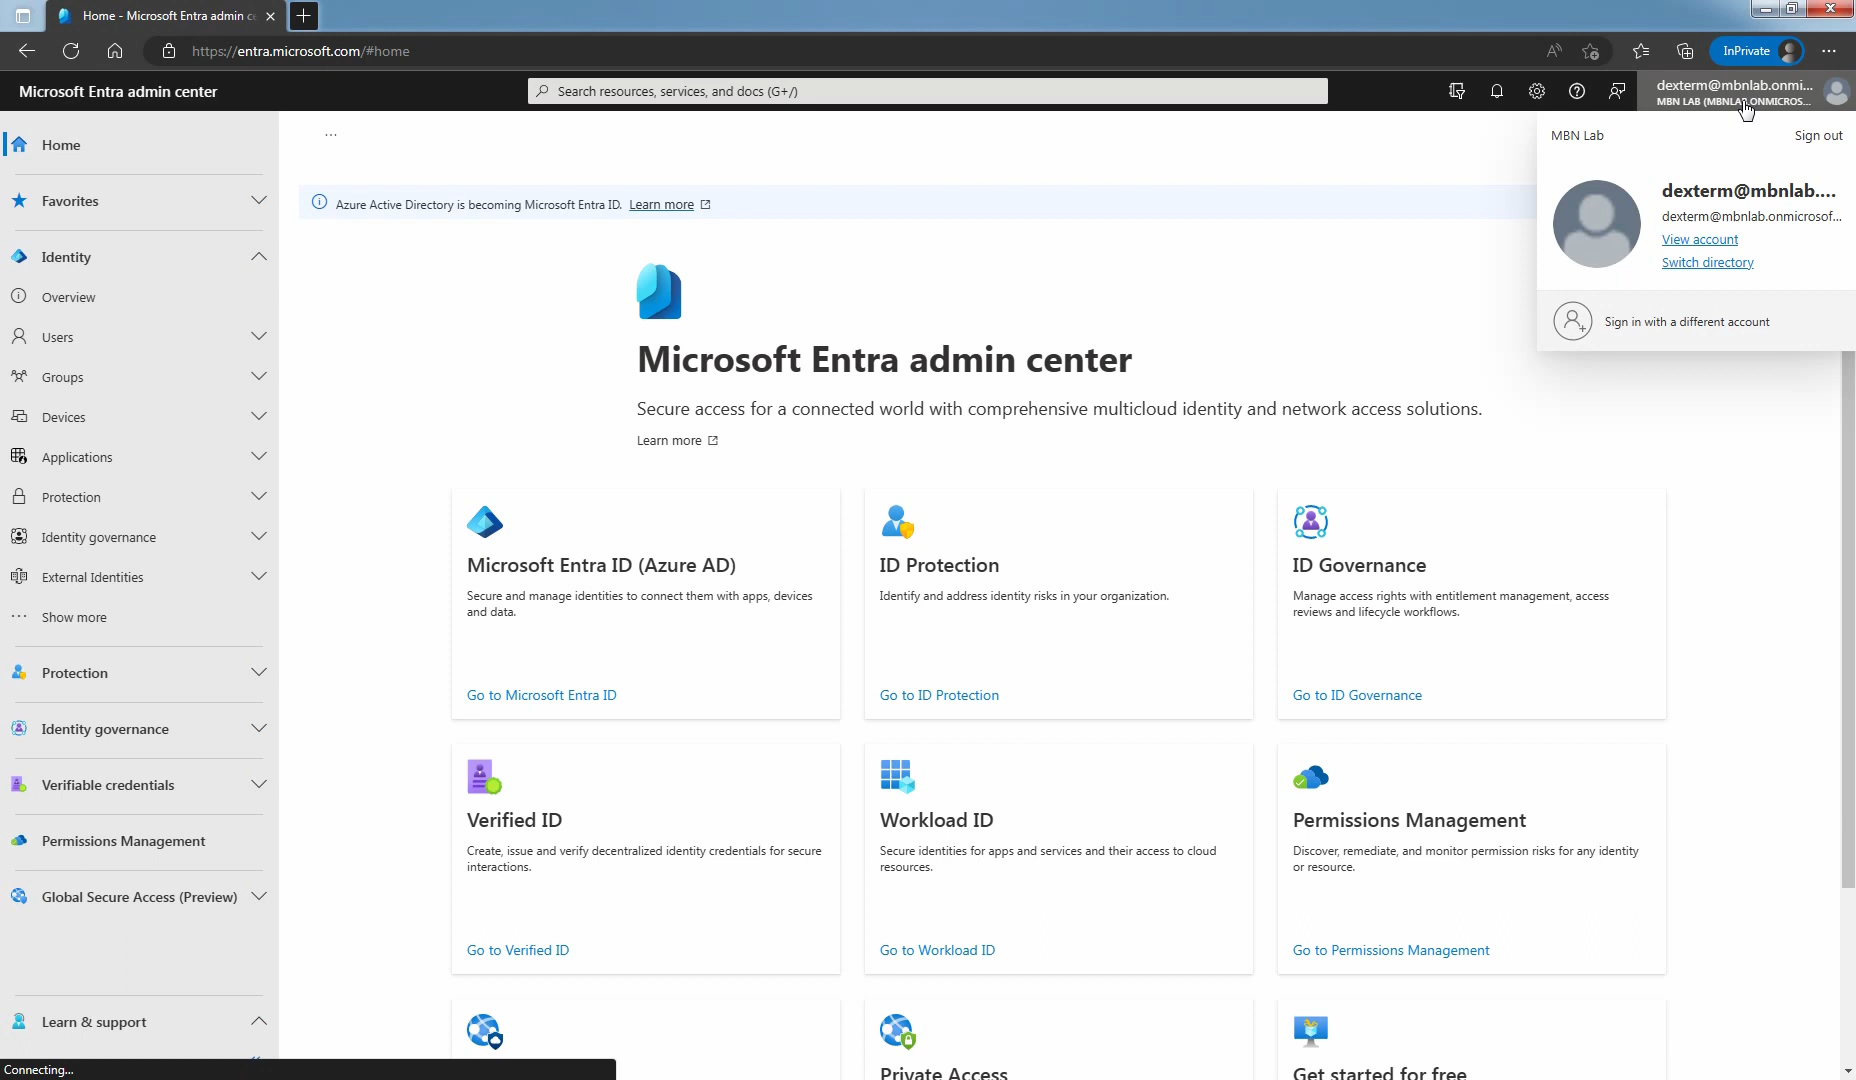 Home - Microsoft Entra admin ce
https://entra.microsoft.com/#home
InPrivate
Microsoft Entra admin center
Search resources, services, and docs (G+/)
dexterm@mbnlab.onmi...
MBN LAB (MBNLAB.ONMICROS...
MBN Lab
Sign out
dexterm@mbnlab....
dexterm@mbnlab.onmicrosof...
View account
Switch directory
Sign in with a different account
Home
Favorites
Identity
Overview
Users
Groups
Devices
Applications
Protection
Identity governance
External Identities
Show more
Protection
Identity governance
Verifiable credentials
Permissions Management
Global Secure Access (Preview)
Learn & support
Connecting...
...
Azure Active Directory is becoming Microsoft Entra ID. Learn more
Microsoft Entra admin center
Secure access for a connected world with comprehensive multicloud identity and network access solutions.
Learn more
Microsoft Entra ID (Azure AD)
Secure and manage identities to connect them with apps, devices
and data.
Go to Microsoft Entra ID
ID Protection
Identify and address identity risks in your organization.
Go to ID Protection
ID Governance
Manage access rights with entitlement management, access
reviews and lifecycle workflows.
Go to ID Governance
Verified ID
Create, issue and verify decentralized identity credentials for secure
interactions.
Go to Verified ID
Workload ID
Secure identities for apps and services and their access to cloud
resources.
Go to Workload ID
Permissions Management
Discover, remediate, and monitor permission risks for any identity
or resource.
Go to Permissions Management
Private Access
Get started for free